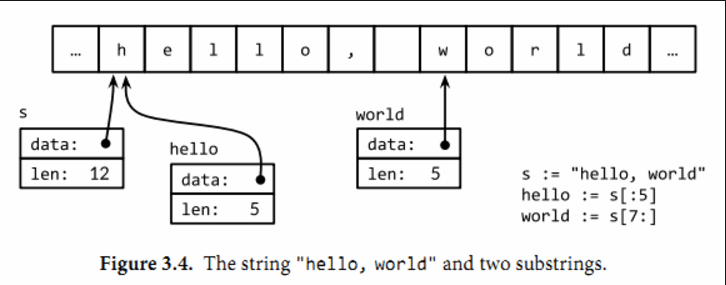 … h e l l o , w o r l d …
s
data:
len: 12
hello
data:
len: 5
world
data:
len: 5
s := "hello, world"
hello := s[:5]
world := s[7:]
Figure 3.4. The string "hello, world" and two substrings.